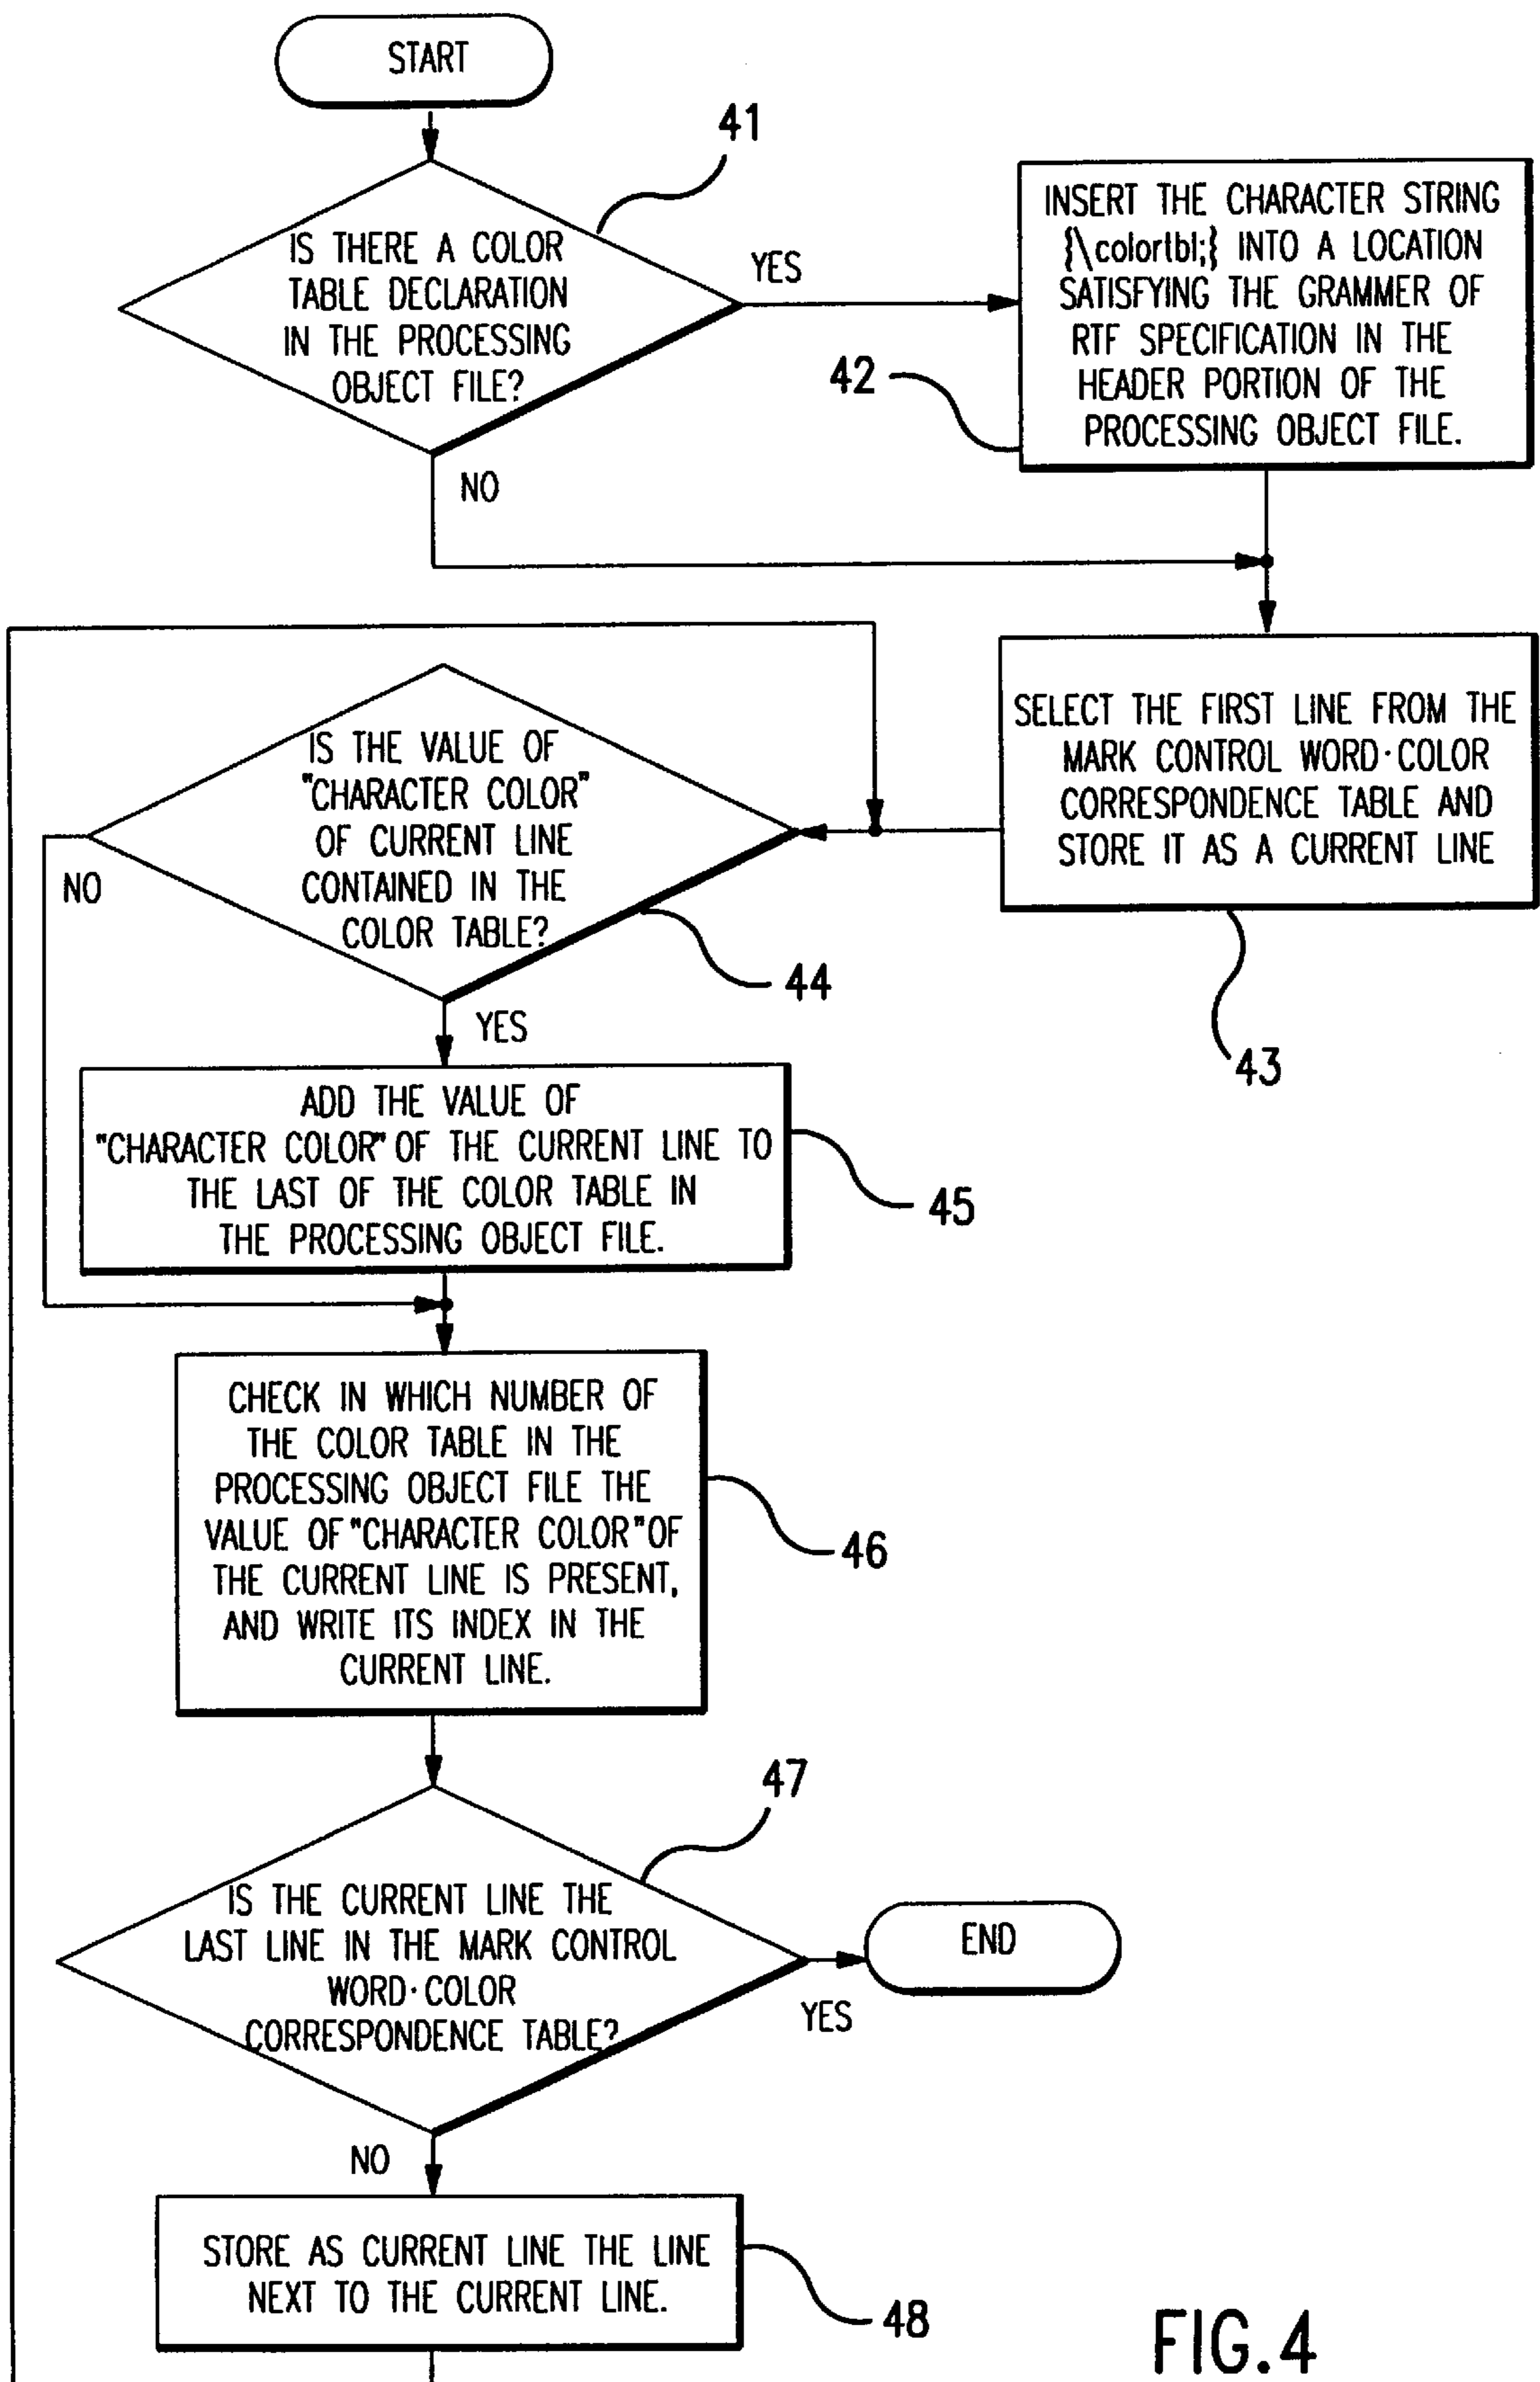 START
41
IS THERE A COLOR
TABLE DECLARATION
IN THE PROCESSING
OBJECT FILE?
YES
NO
INSERT THE CHARACTER STRING
{\colortbl;} INTO A LOCATION
SATISFYING THE GRAMMER OF
RTF SPECIFICATION IN THE
HEADER PORTION OF THE
PROCESSING OBJECT FILE.
42
SELECT THE FIRST LINE FROM THE
MARK CONTROL WORD·COLOR
CORRESPONDENCE TABLE AND
STORE IT AS A CURRENT LINE
43
IS THE VALUE OF
"CHARACTER COLOR"
OF CURRENT LINE
CONTAINED IN THE
COLOR TABLE?
NO
44
YES
ADD THE VALUE OF
"CHARACTER COLOR" OF THE CURRENT LINE TO
THE LAST OF THE COLOR TABLE IN
THE PROCESSING OBJECT FILE.
45
CHECK IN WHICH NUMBER OF
THE COLOR TABLE IN THE
PROCESSING OBJECT FILE THE
VALUE OF "CHARACTER COLOR" OF
THE CURRENT LINE IS PRESENT,
AND WRITE ITS INDEX IN THE
CURRENT LINE.
46
47
IS THE CURRENT LINE THE
LAST LINE IN THE MARK CONTROL
WORD·COLOR
CORRESPONDENCE TABLE?
YES
END
NO
STORE AS CURRENT LINE THE LINE
NEXT TO THE CURRENT LINE.
48
FIG.4